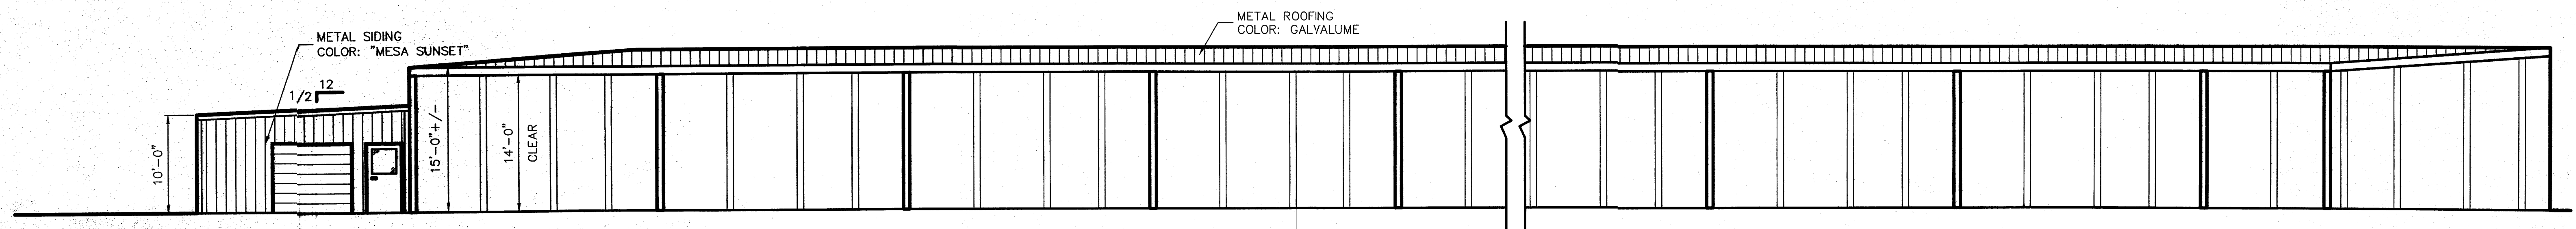 METAL ROOFING
COLOR: GALVALUME
METAL SIDING
COLOR: "MESA SUNSET"
12
1/2
10'-0"
15'-0"+/-
14'-0"
CLEAR